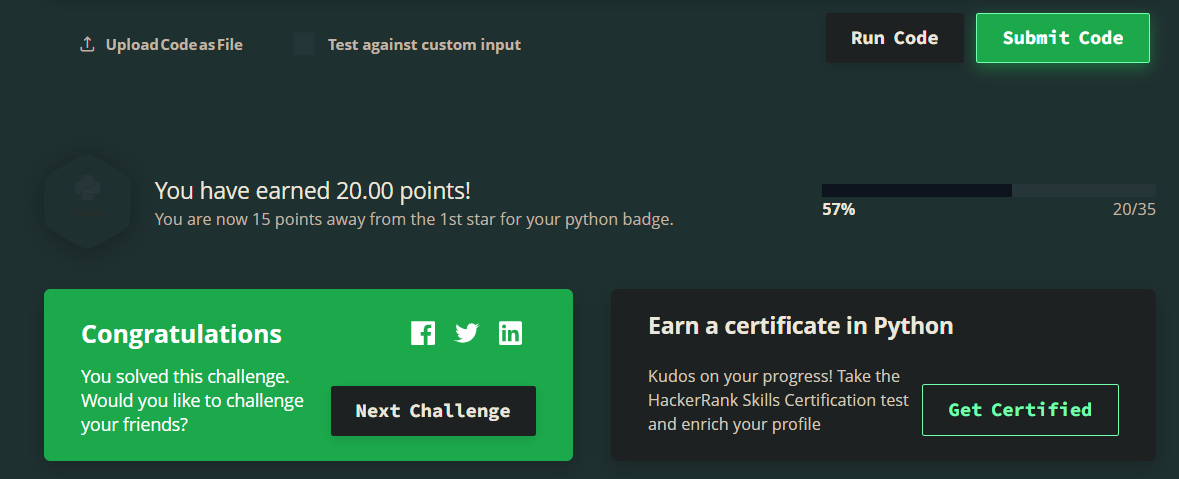 Upload Code as File
Test against custom input
Run Code
Submit Code
You have earned 20.00 points!
You are now 15 points away from the 1st star for your python badge.
57%
20/35
Congratulations
You solved this challenge.
Would you like to challenge
your friends?
Next Challenge
Earn a certificate in Python
Kudos on your progress! Take the
HackerRank Skills Certification test
and enrich your profile
Get Certified